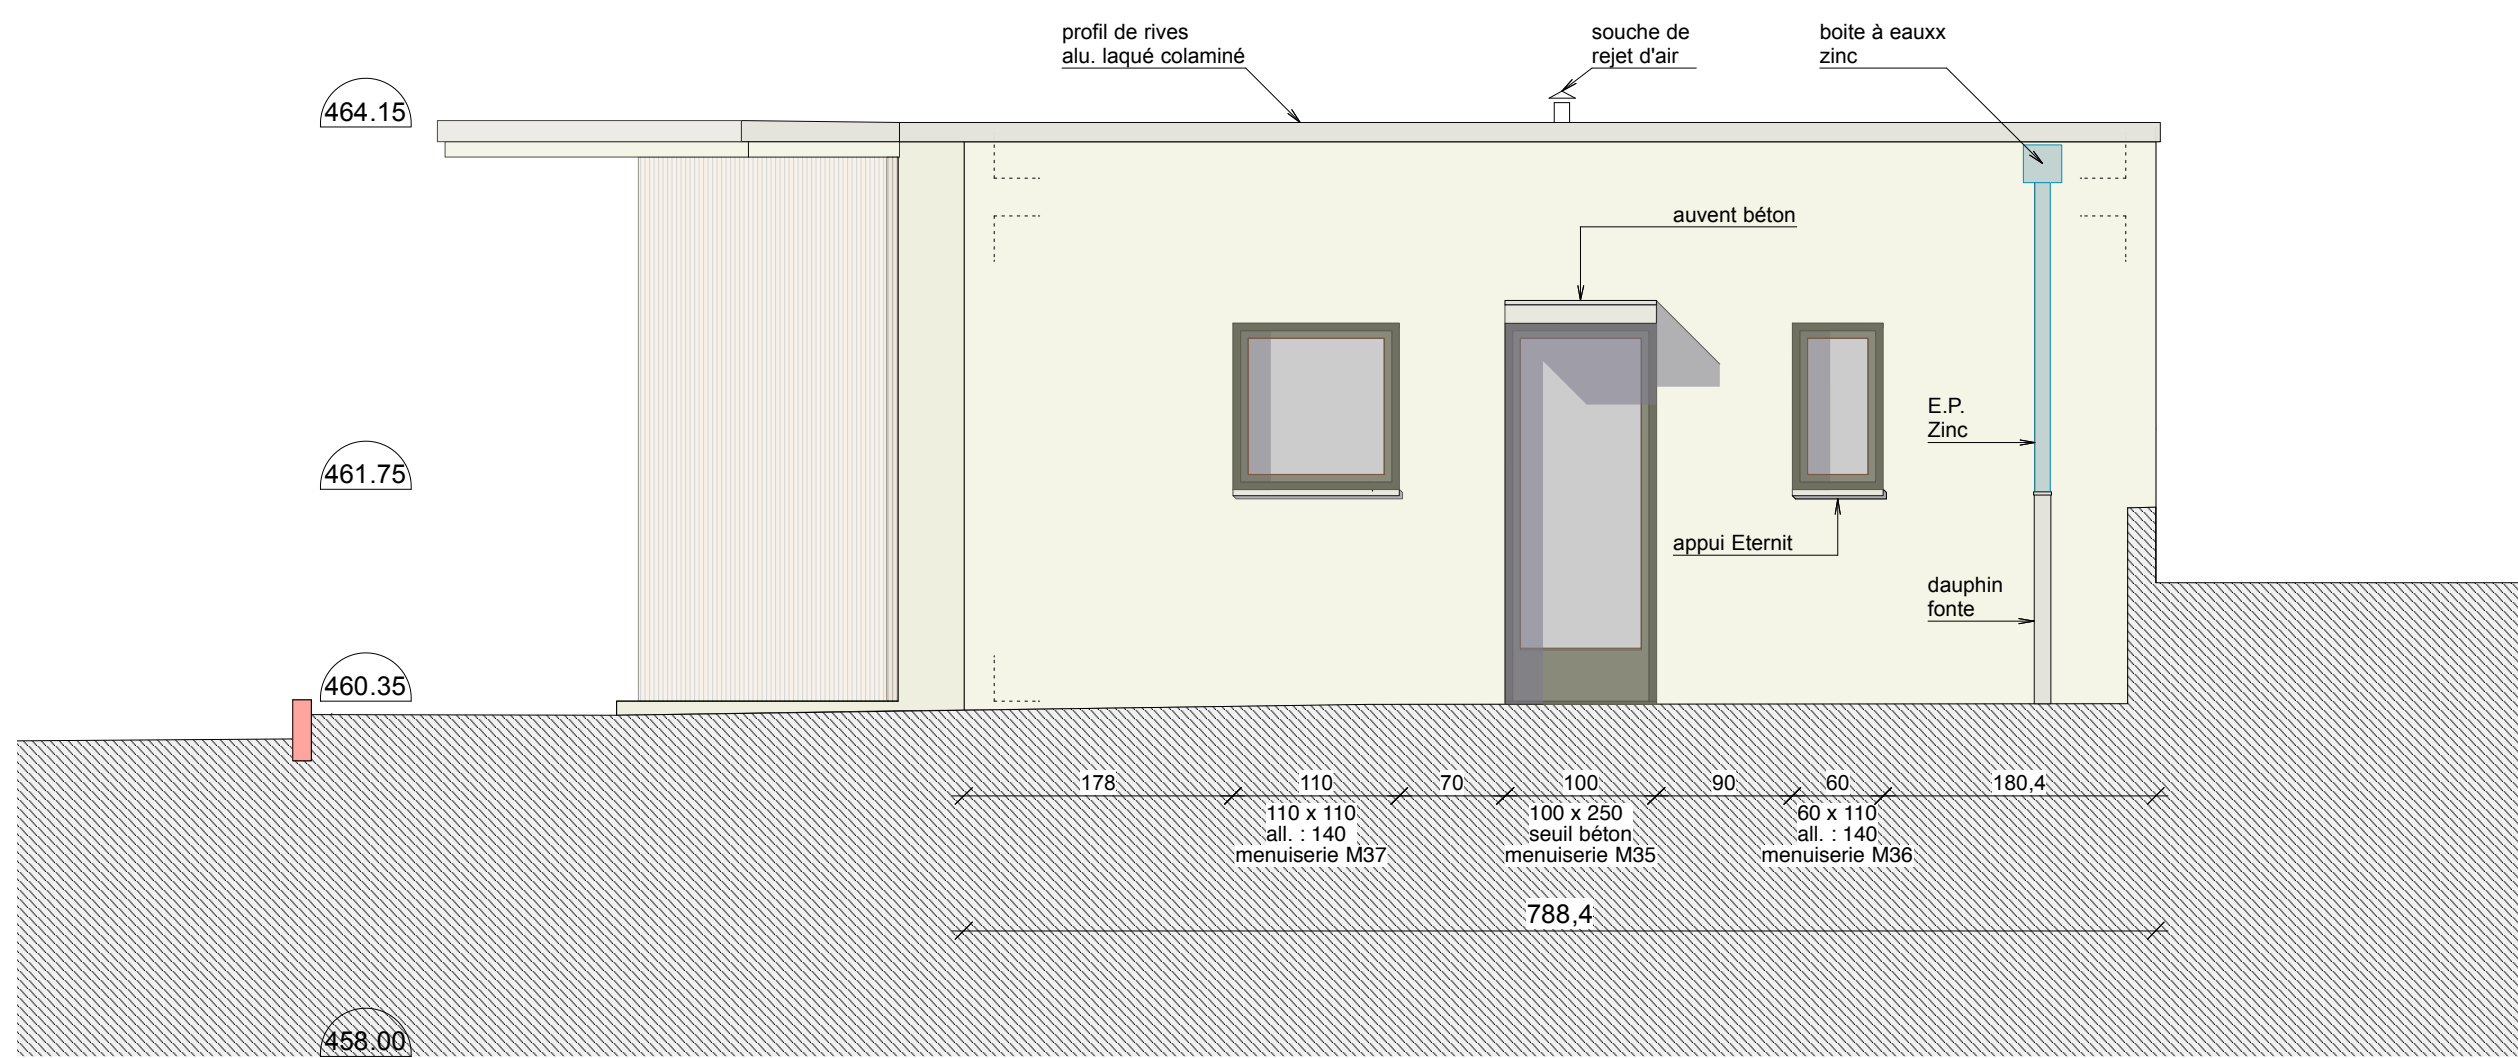 profil de rives
alu. laqué colaminé
souche de
rejet d'air
boite à eauxx
zinc
464.15
auvent béton
E.P.
Zinc
461.75
appui Eternit
dauphin
fonte
460.35
178
110
70
100
90
60
180,4
110 x 110
all. : 140
menuiserie M37
100 x 250
seuil béton
menuiserie M35
60 x 110
all. : 140
menuiserie M36
788,4
458.00